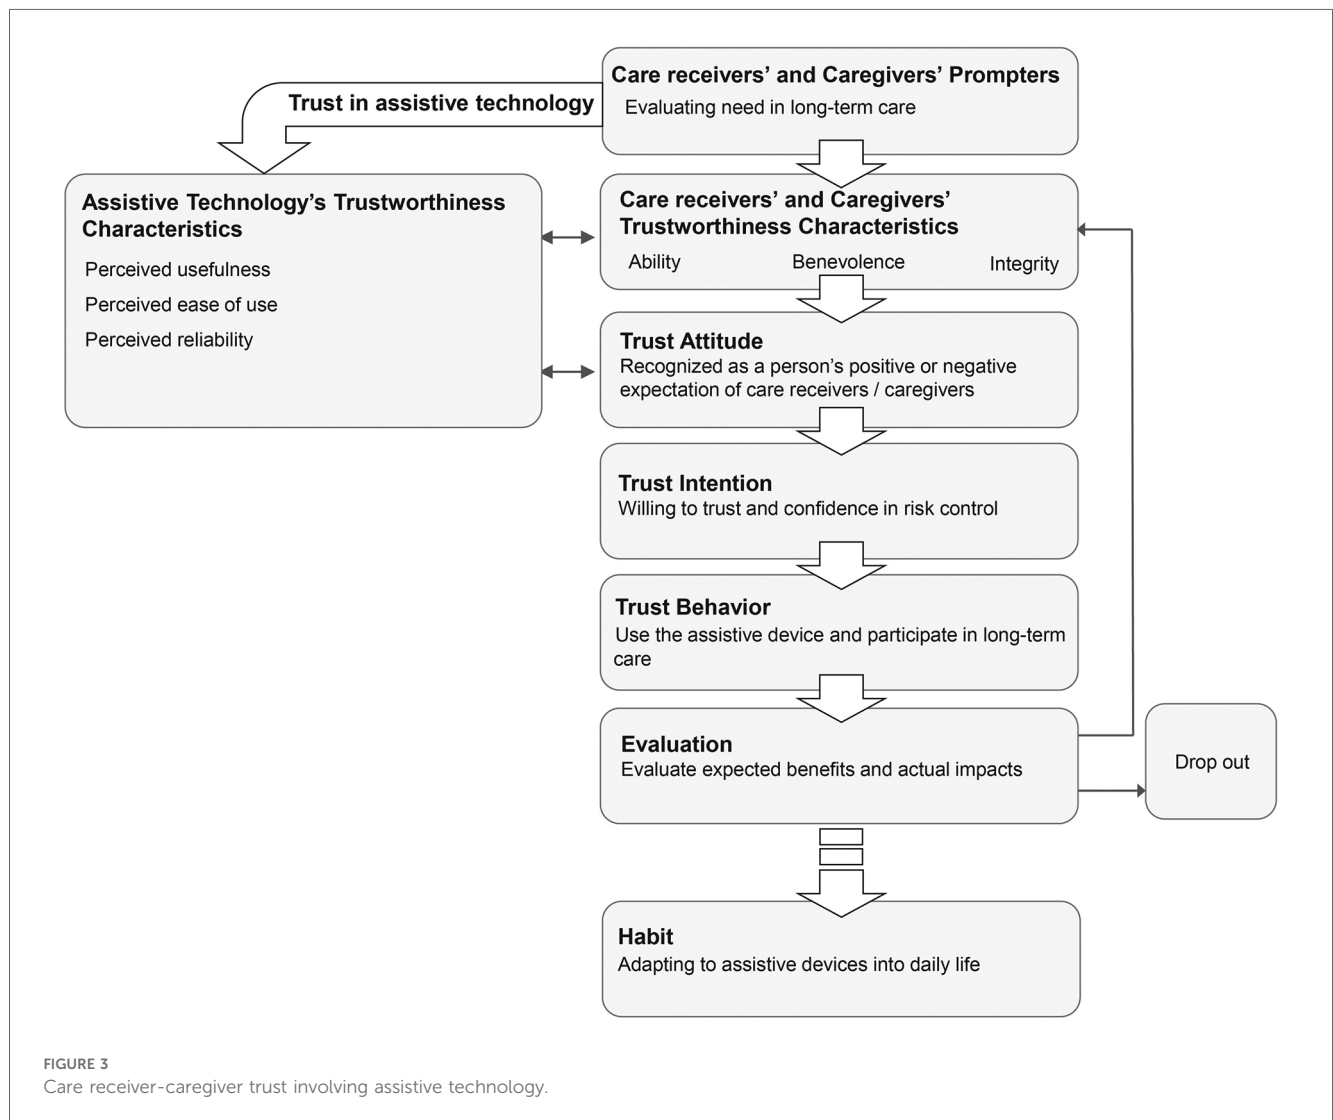 Care receivers’ and Caregivers’ Prompters
Evaluating need in long-term care
Trust in assistive technology
Assistive Technology’s Trustworthiness
Characteristics
Perceived usefulness
Perceived ease of use
Perceived reliability
Care receivers’ and Caregivers’
Trustworthiness Characteristics
Ability Benevolence Integrity
Trust Attitude
Recognized as a person’s positive or negative
expectation of care receivers / caregivers
Trust Intention
Willing to trust and confidence in risk control
Trust Behavior
Use the assistive device and participate in long-term
care
Evaluation
Evaluate expected benefits and actual impacts
Drop out
Habit
Adapting to assistive devices into daily life
FIGURE 3
Care receiver-caregiver trust involving assistive technology.